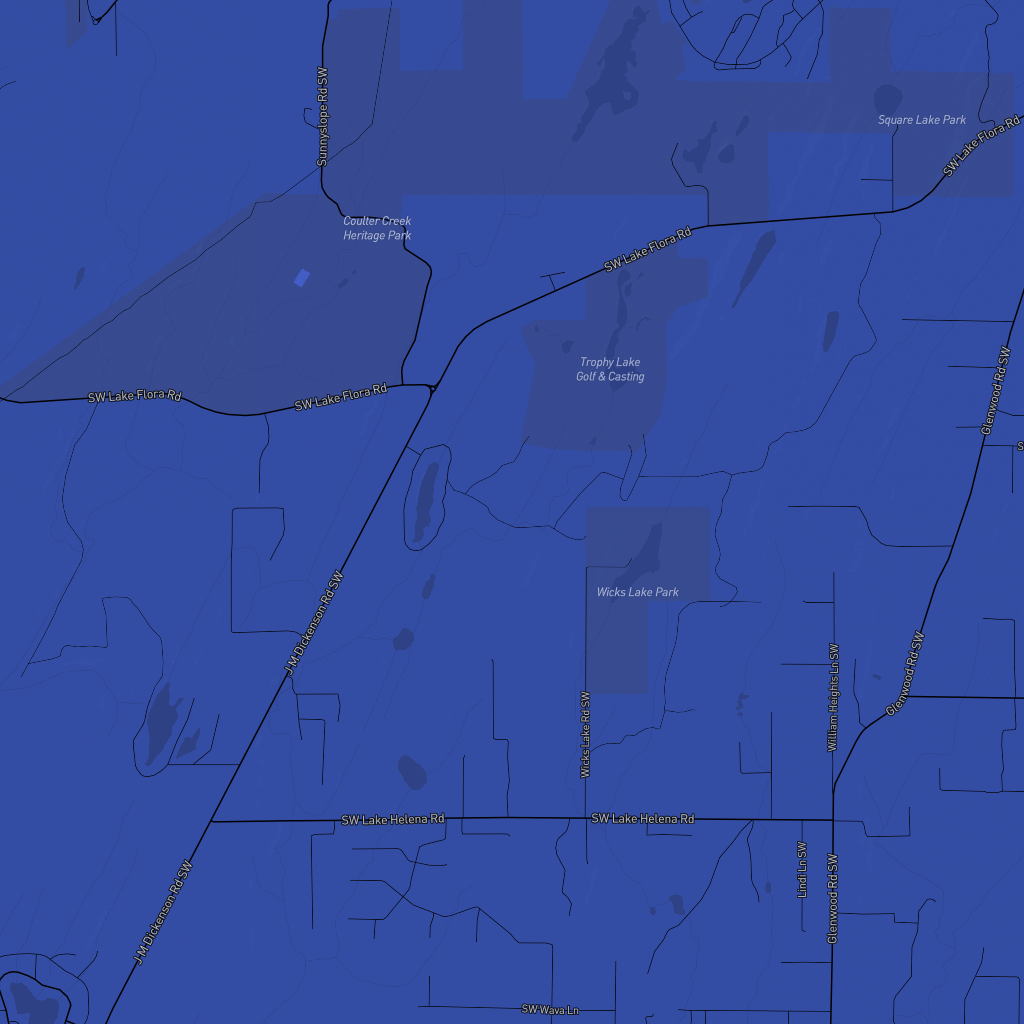 Sunnyslope Rd SW
Square Lake Park
SW Lake Flora Rd
Coulter Creek
Heritage Park
SW Lake Flora Rd
Trophy Lake
Golf & Casting
Glenwood Rd SW
SW Lake Flora Rd
SW Lake Flora Rd
S
J M Dickenson Rd SW
Wicks Lake Park
Glenwood Rd SW
William Heights Ln SW
Wicks Lake Rd SW
SW Lake Helena Rd
SW Lake Helena Rd
Lindi Ln SW
Glenwood Rd SW
J M Dickenson Rd SW
SW Wava Ln